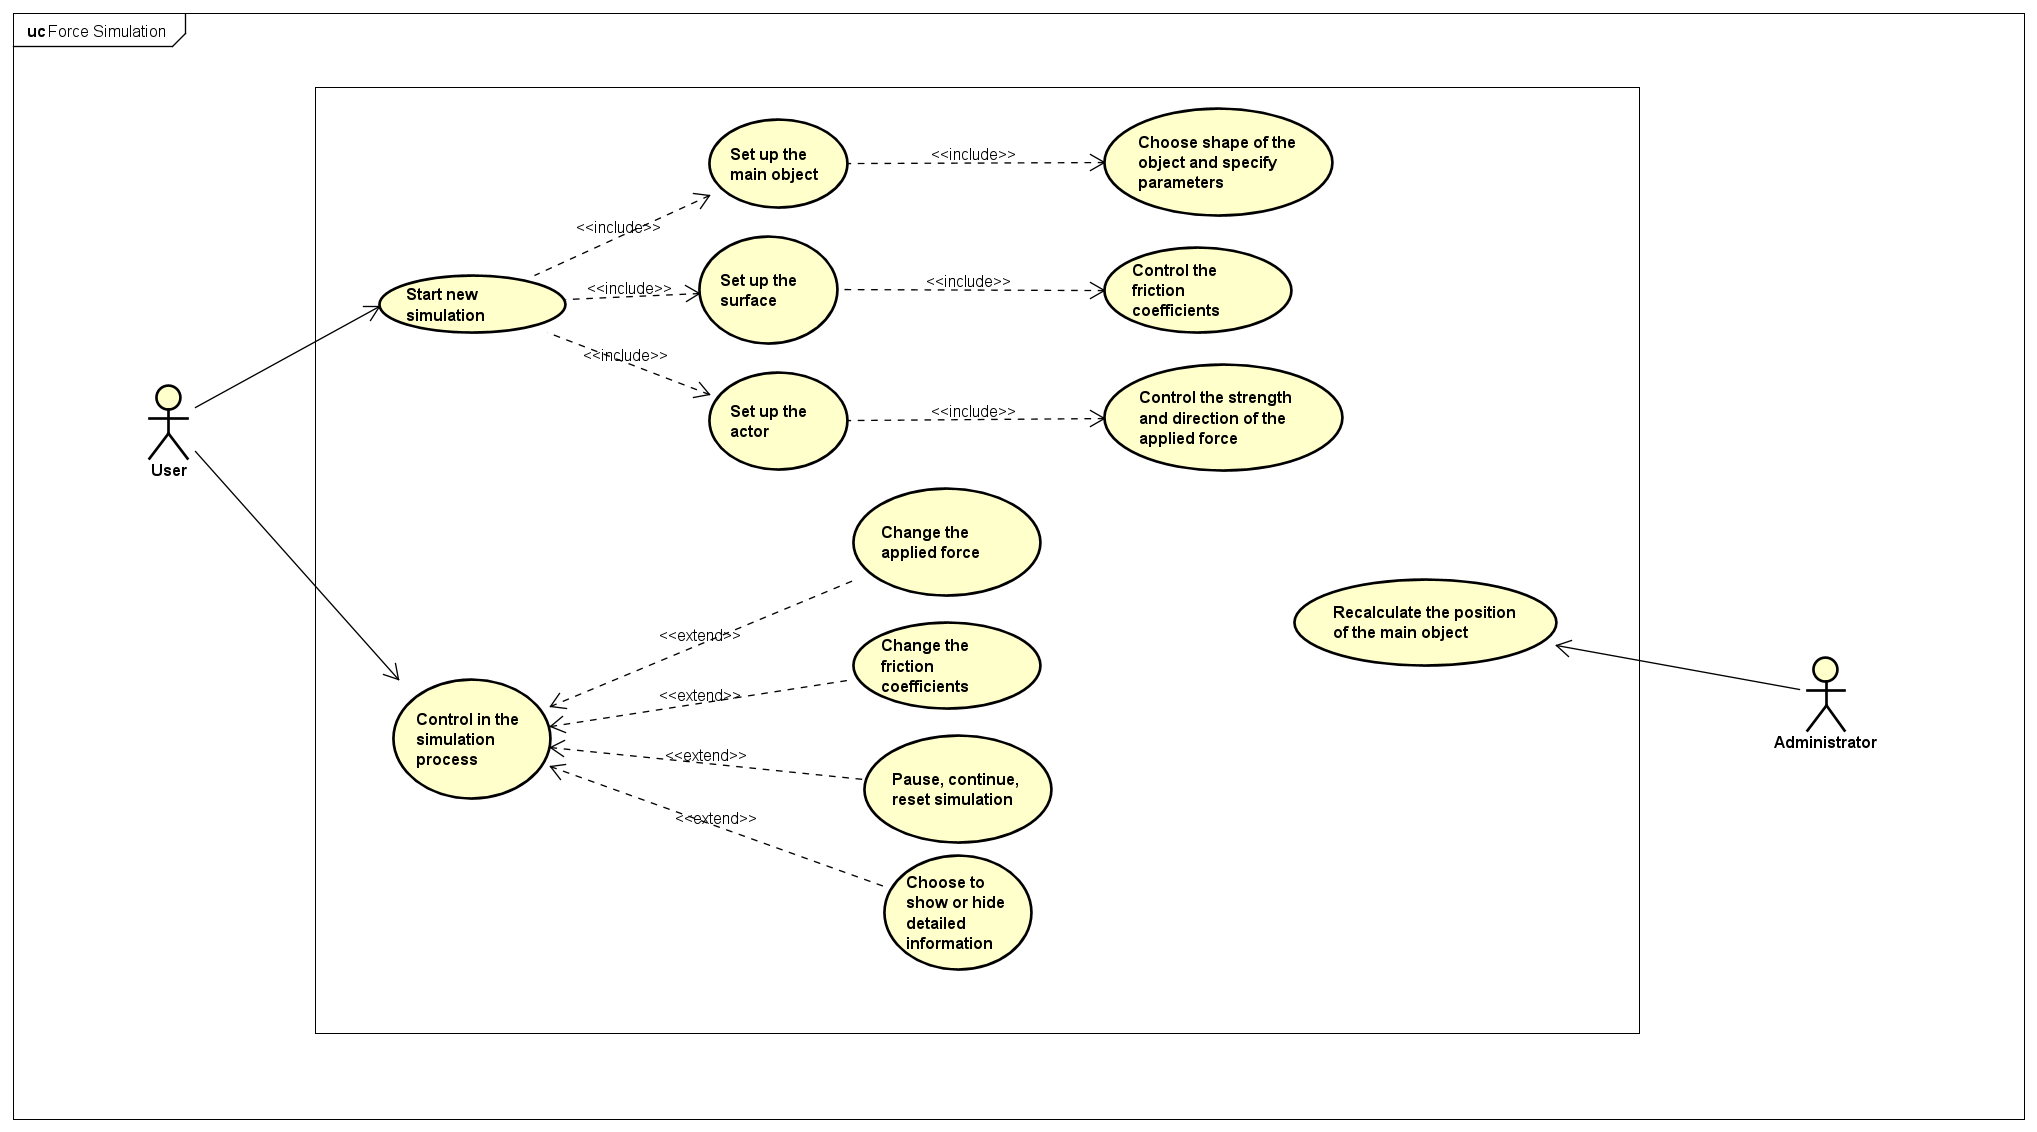 uc Force Simulation
Set up the
main object
<<include>>
Choose shape of the
object and specify
parameters
<<include>>
Start new
simulation
<<include>>
Set up the
surface
<<include>>
Control the
friction
coefficients
<<include>>
Set up the
actor
<<include>>
Control the strength
and direction of the
applied force
User
Change the
applied force
<<extend>>
Change the
friction
coefficients
<<extend>>
Recalculate the position
of the main object
Administrator
Control in the
simulation
process
<<extend>>
Pause, continue,
reset simulation
<<extend>>
Choose to
show or hide
detailed
information